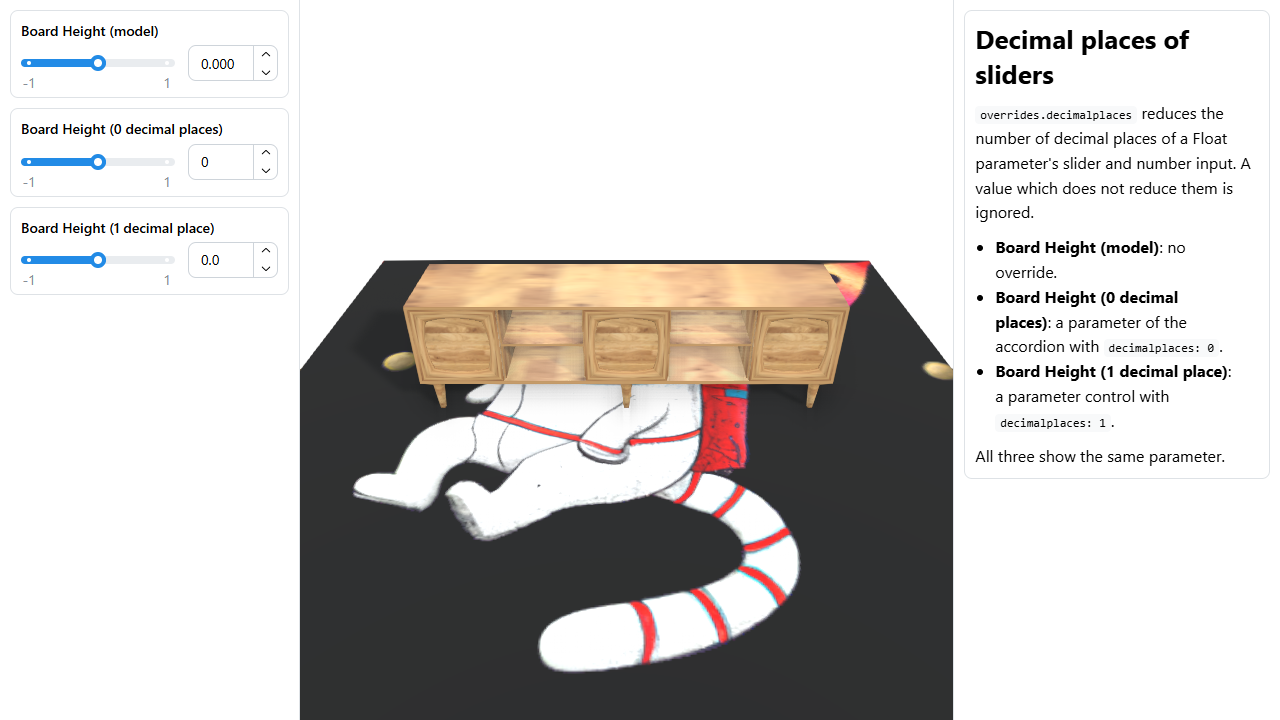 Board Height (model)
0.000
-1 1
Board Height (0 decimal places)
0
-1 1
Board Height (1 decimal place)
0.0
-1 1
Decimal places of
sliders
overrides.decimalplaces reduces the
number of decimal places of a Float
parameter's slider and number input. A
value which does not reduce them is
ignored.
Board Height (model): no
override.
Board Height (0 decimal
places): a parameter of the
accordion with decimalplaces: 0.
Board Height (1 decimal place):
a parameter control with
decimalplaces: 1.
All three show the same parameter.